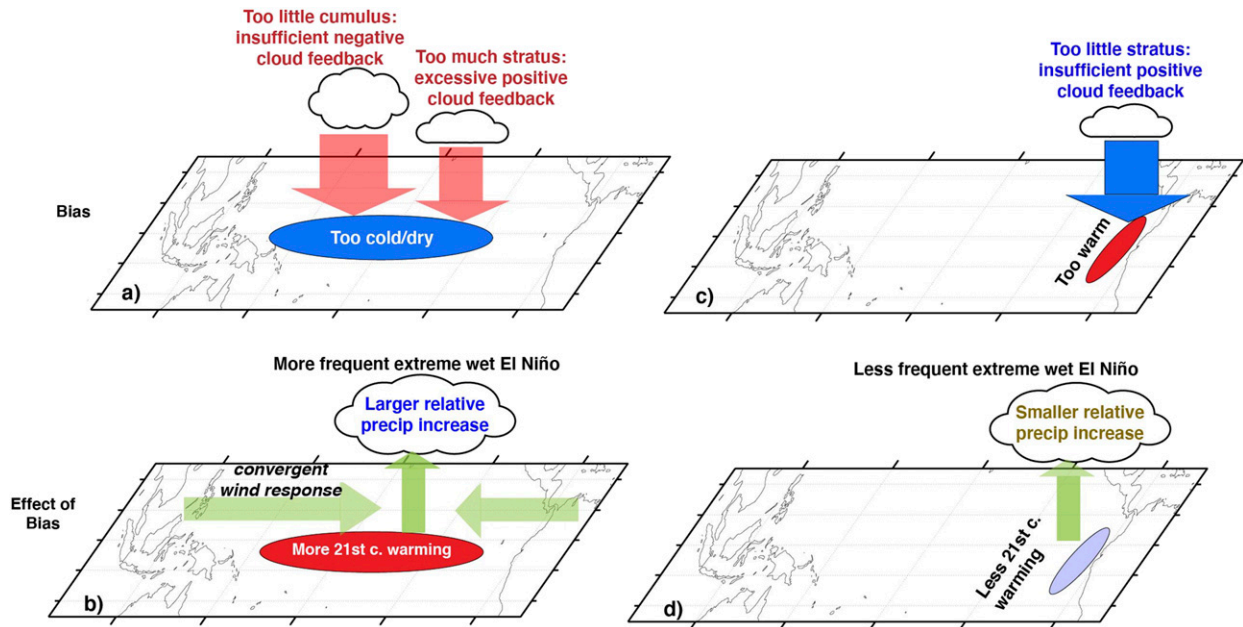 Too little cumulus:
insufficient negative
cloud feedback
Too much stratus:
excessive positive
cloud feedback
Bias
Too cold/dry
a)
Too little stratus:
insufficient positive
cloud feedback
Too warm
c)
More frequent extreme wet El Niño
Larger relative
precip increase
convergent
wind response
Effect of
Bias
More 21st c. warming
b)
Less frequent extreme wet El Niño
Smaller relative
precip increase
Less 21st c.
warming
d)